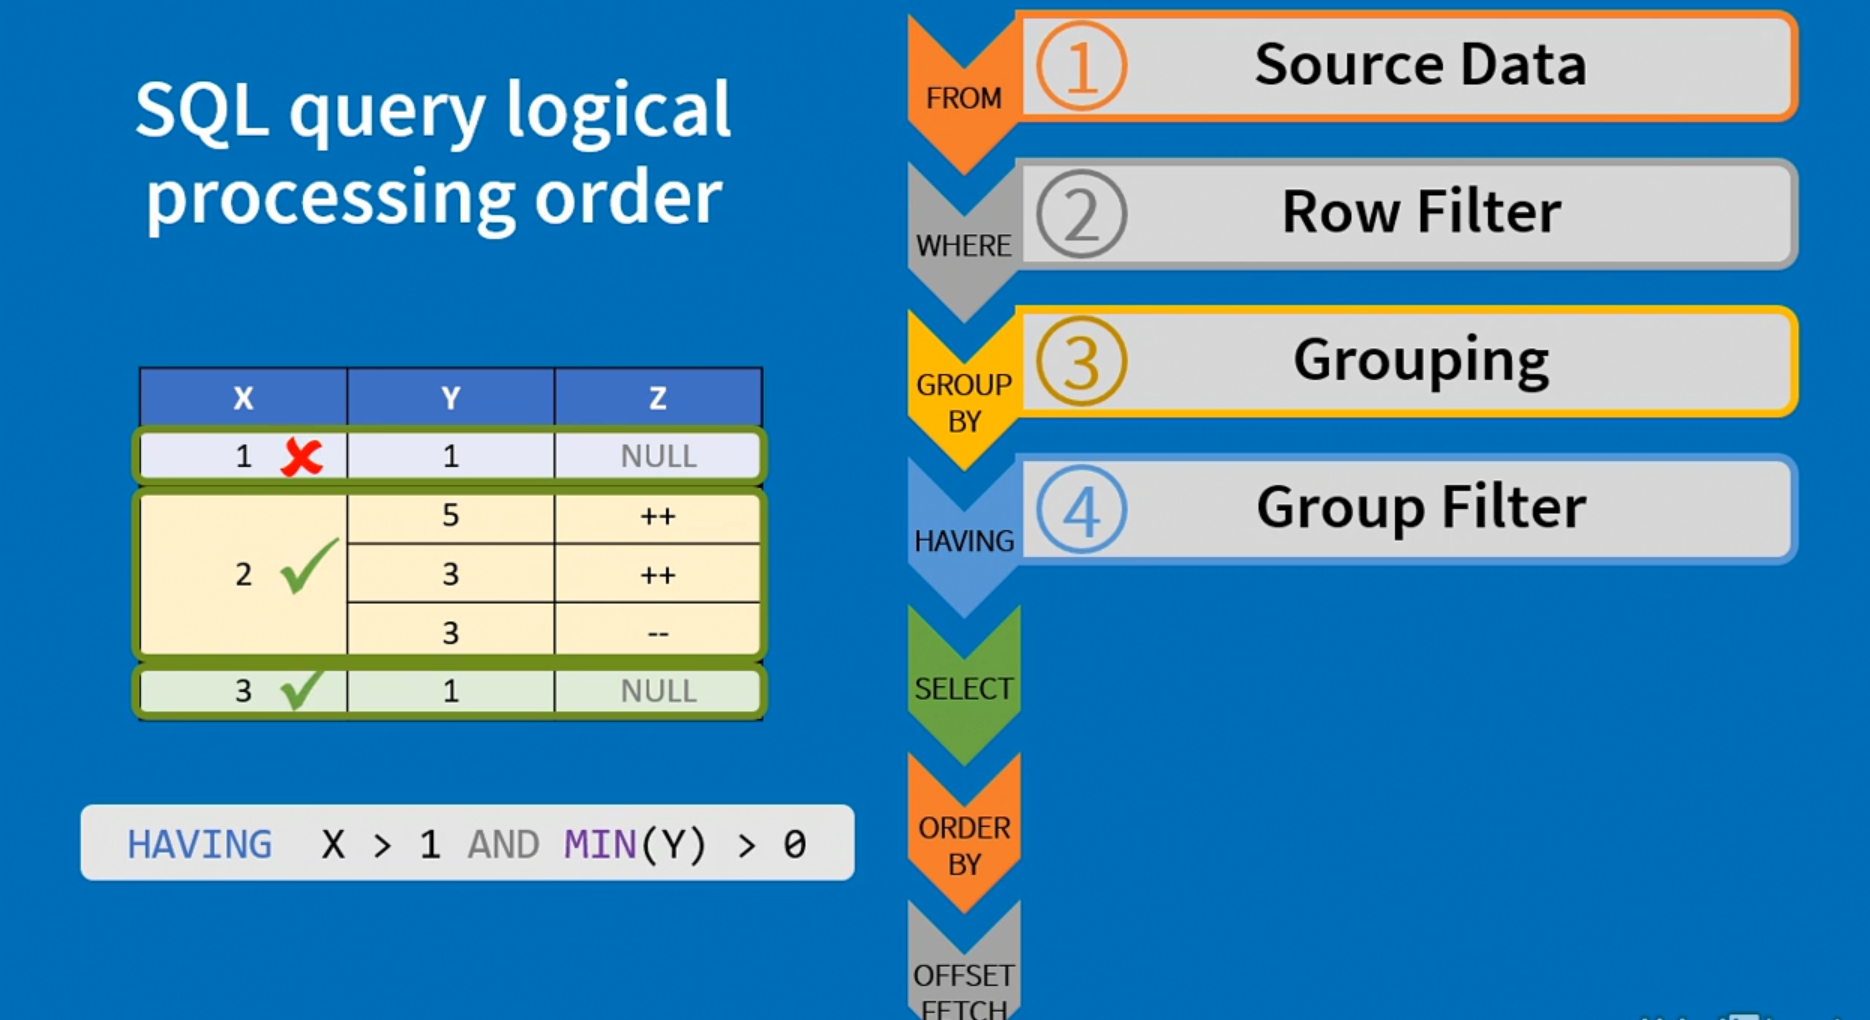 SQL query logical
processing order
X Y Z
1 1 NULL
5 ++
2 3 ++
3 --
3 1 NULL
HAVING X > 1 AND MIN(Y) > 0
FROM 1 Source Data
WHERE 2 Row Filter
GROUP
BY
3 Grouping
HAVING 4 Group Filter
SELECT
ORDER
BY
OFFSET
FETCH